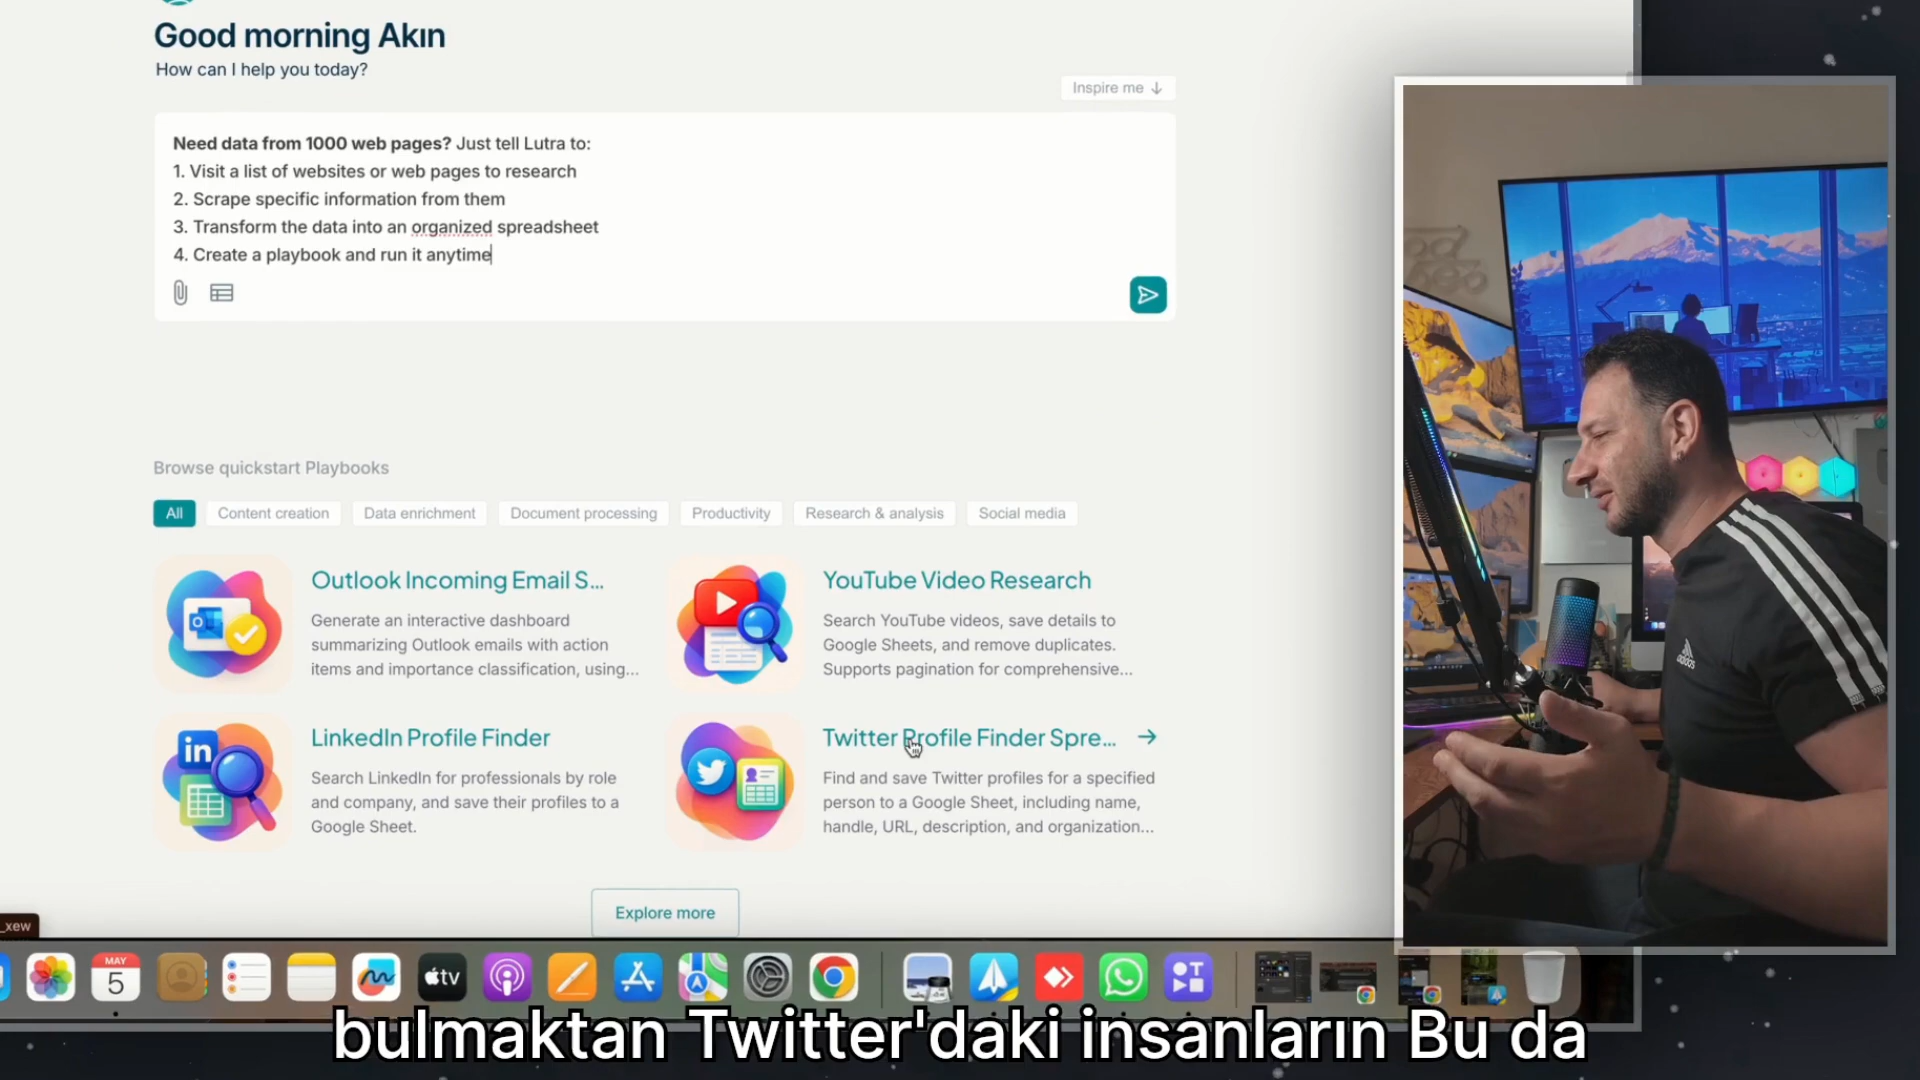 Good morning Akın
How can I help you today?
Inspire me
Need data from 1000 web pages? Just tell Lutra to:
1. Visit a list of websites or web pages to research
2. Scrape specific information from them
3. Transform the data into an organized spreadsheet
4. Create a playbook and run it anytime
Browse quickstart Playbooks
All
Content creation
Data enrichment
Document processing
Productivity
Research & analysis
Social media
Outlook Incoming Email S...
Generate an interactive dashboard
summarizing Outlook emails with action
items and importance classification, using...
YouTube Video Research
Search YouTube videos, save details to
Google Sheets, and remove duplicates.
Supports pagination for comprehensive...
LinkedIn Profile Finder
Search LinkedIn for professionals by role
and company, and save their profiles to a
Google Sheet.
Twitter Profile Finder Spre...
Find and save Twitter profiles for a specified
person to a Google Sheet, including name,
handle, URL, description, and organization...
Explore more
_xew
MAY
5
tv
adidas
bulmaktan Twitter'daki insanların Bu da